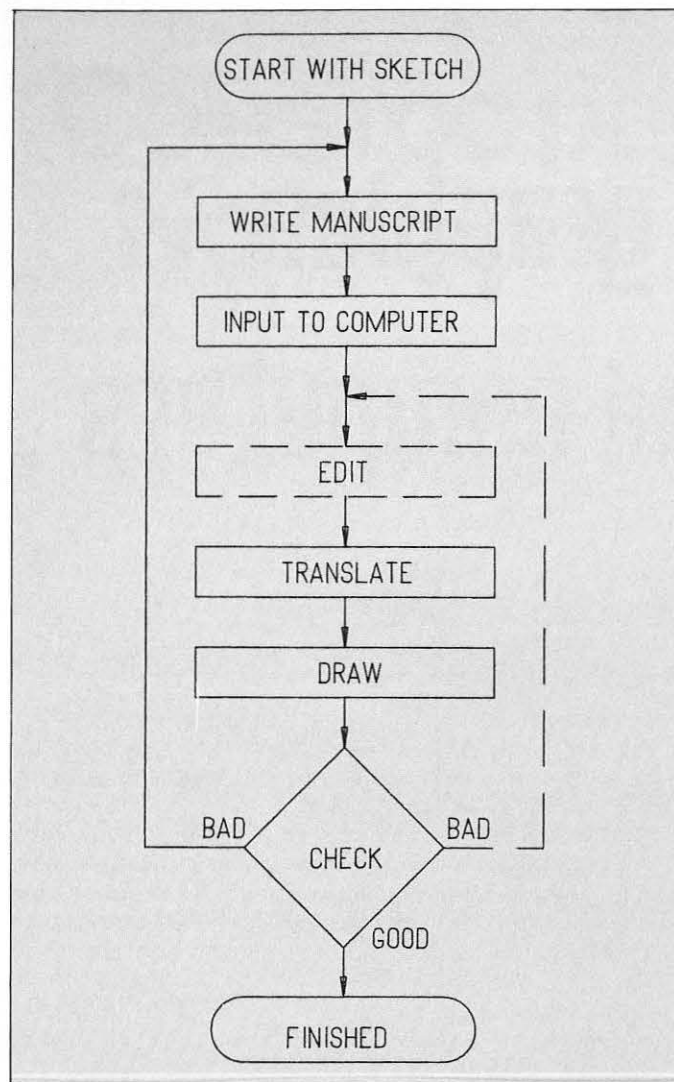 START WITH SKETCH
WRITE MANUSCRIPT
INPUT TO COMPUTER
EDIT
TRANSLATE
DRAW
BAD
BAD
CHECK
GOOD
FINISHED